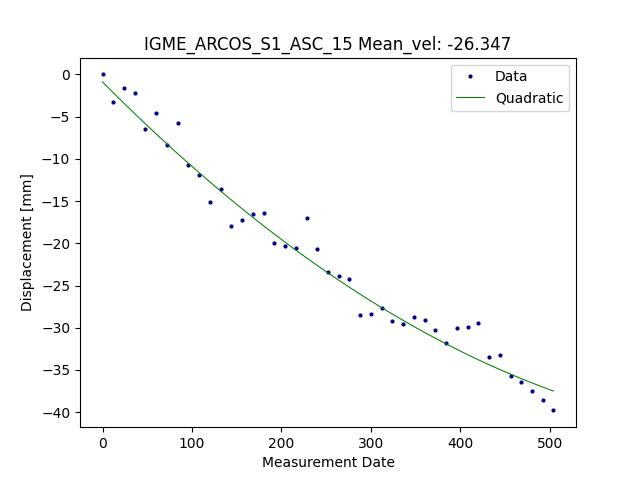 IGME_ARCOS_S1_ASC_15 Mean_vel: -26.347
Data
Quadratic
0
−5
−10
−15
−20
−25
−30
−35
−40
Displacement [mm]
0 100 200 300 400 500
Measurement Date